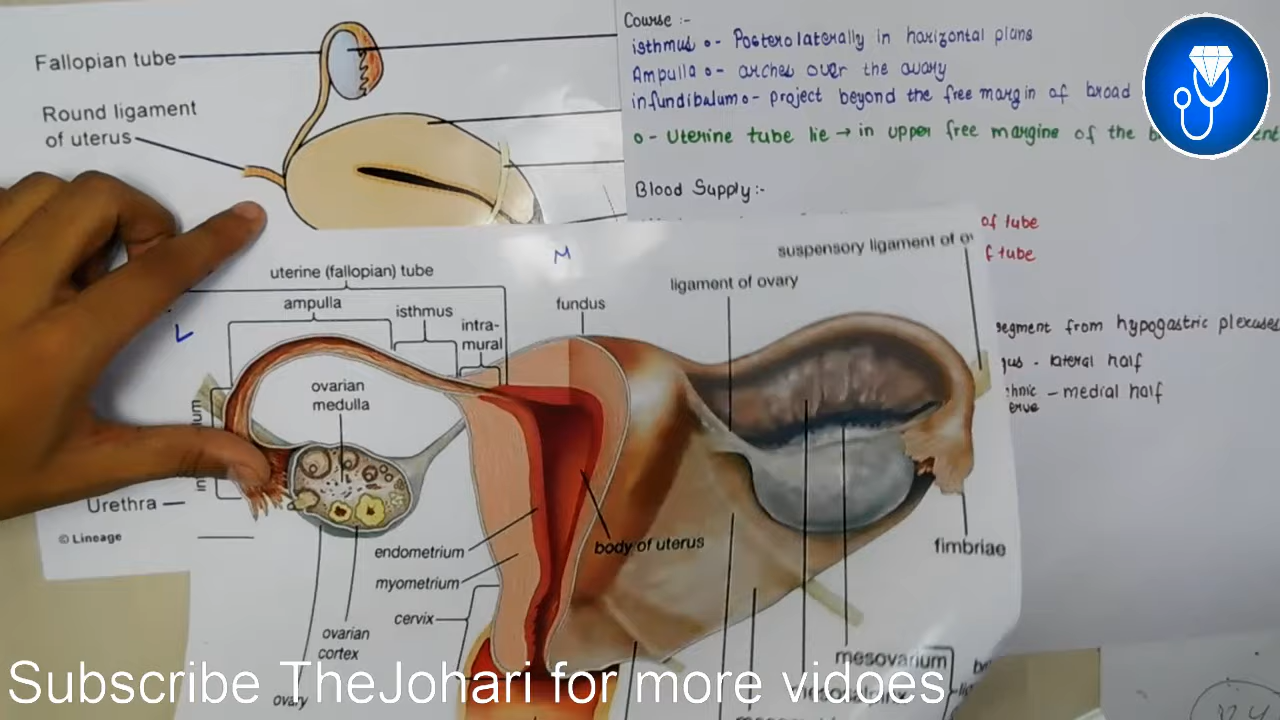 Fallopian tube
Round ligament
of uterus
Course :-
isthmus o- Posterolaterally in horizontal plans
Ampulla o- arches over the ovary
infundibalum o- project beyond the free margin of broad
o- Uterine tube lie → in upper free margine of the
Blood Supply:-
of tube
tube
segment from hypogastric plexuses
- lateral half
- medial half
M
L
uterine (fallopian) tube
ampulla
isthmus
intra-
mural
fundus
ligament of ovary
suspensory ligament of
ovarian
medulla
Urethra
© Lineage
endometrium
myometrium
cervix
body of uterus
fimbriae
ovarian
cortex
ovary
mesovarium
Subscribe TheJohari for more vidoes